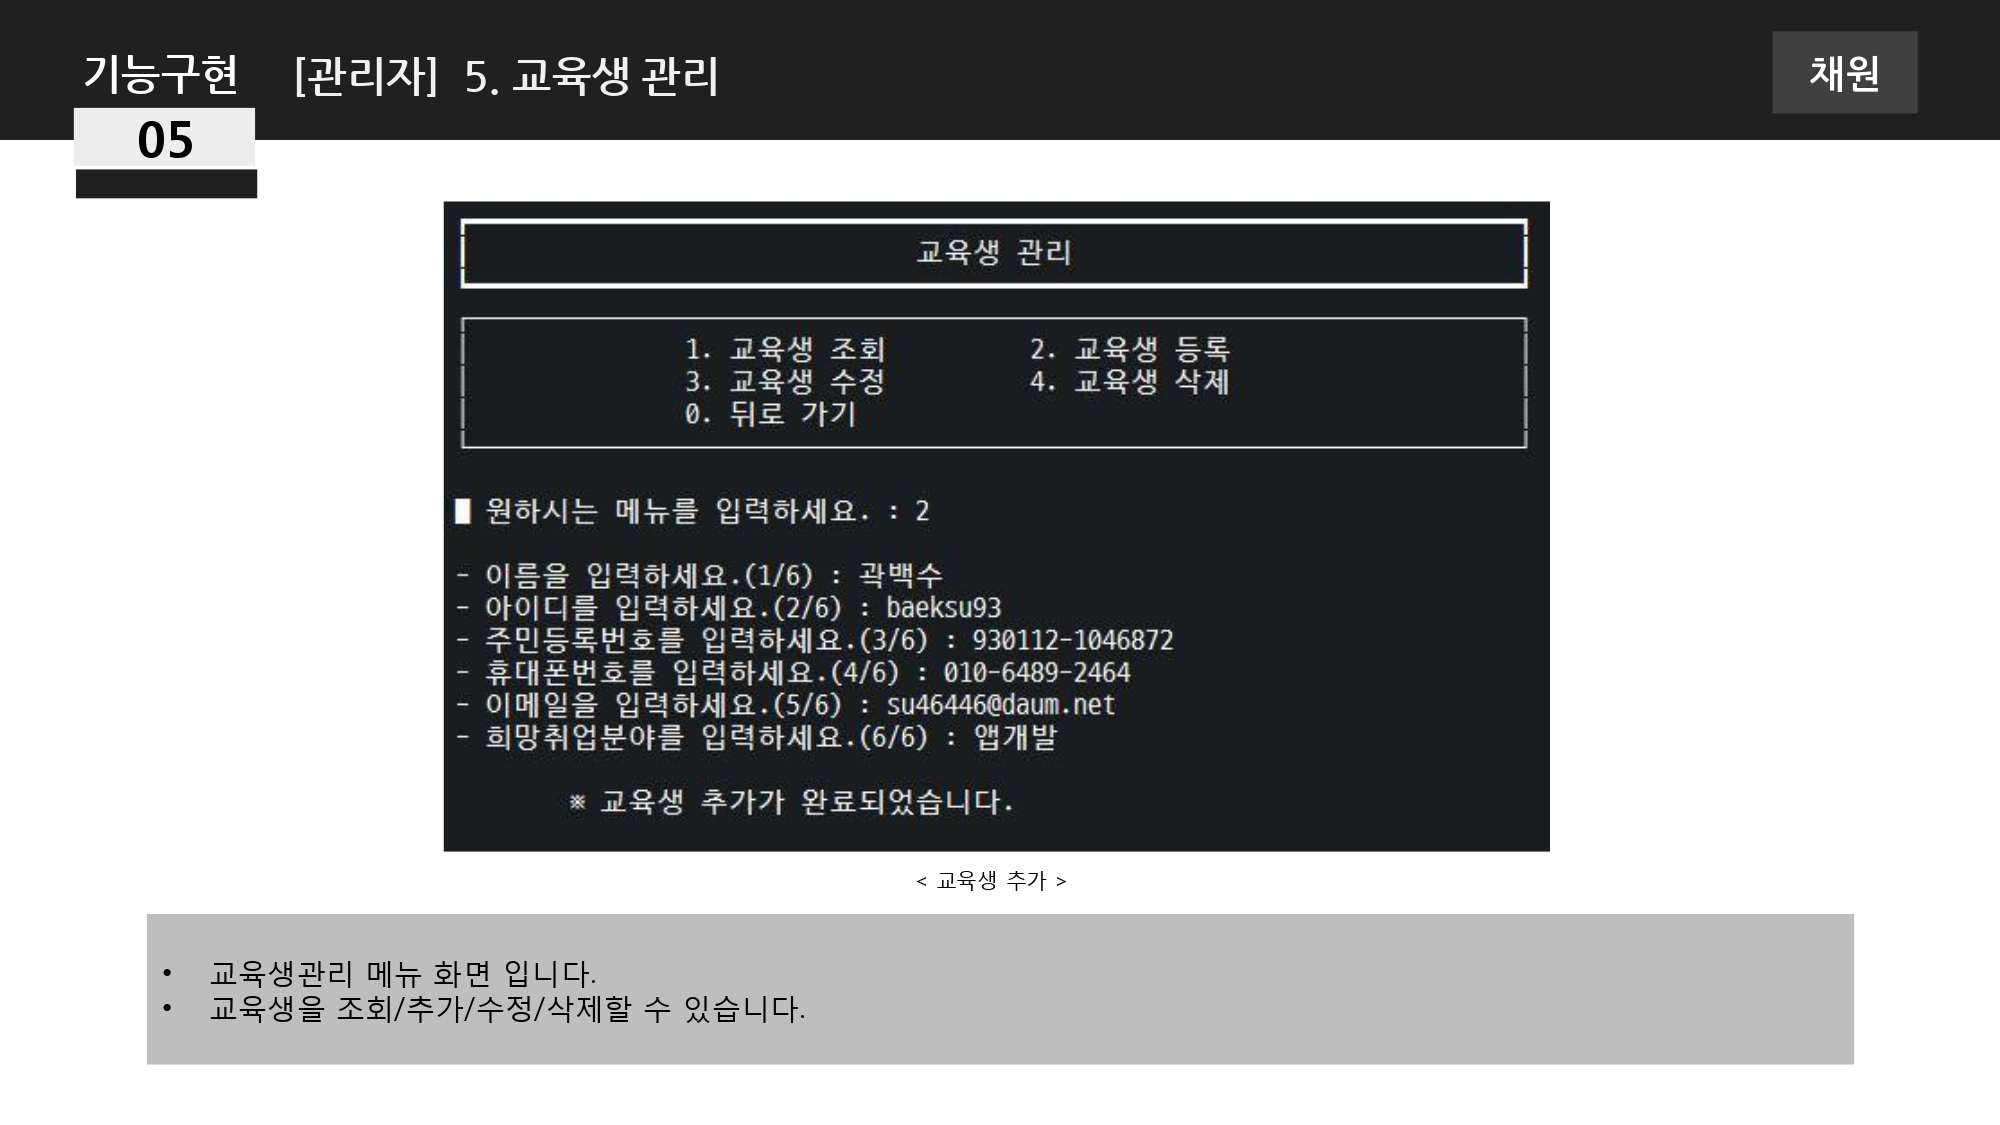 기능구현 [관리자] 5. 교육생 관리
채원
05
교육생 관리
1. 교육생 조회 2. 교육생 등록
3. 교육생 수정 4. 교육생 삭제
0. 뒤로 가기
■ 원하시는 메뉴를 입력하세요. : 2
- 이름을 입력하세요.(1/6) : 곽백수
- 아이디를 입력하세요.(2/6) : baeksu93
- 주민등록번호를 입력하세요.(3/6) : 930112-1046872
- 휴대폰번호를 입력하세요.(4/6) : 010-6489-2464
- 이메일을 입력하세요.(5/6) : su46446@daum.net
- 희망취업분야를 입력하세요.(6/6) : 앱개발
※ 교육생 추가가 완료되었습니다.
< 교육생 추가 >
• 교육생관리 메뉴 화면 입니다.
• 교육생을 조회/추가/수정/삭제할 수 있습니다.